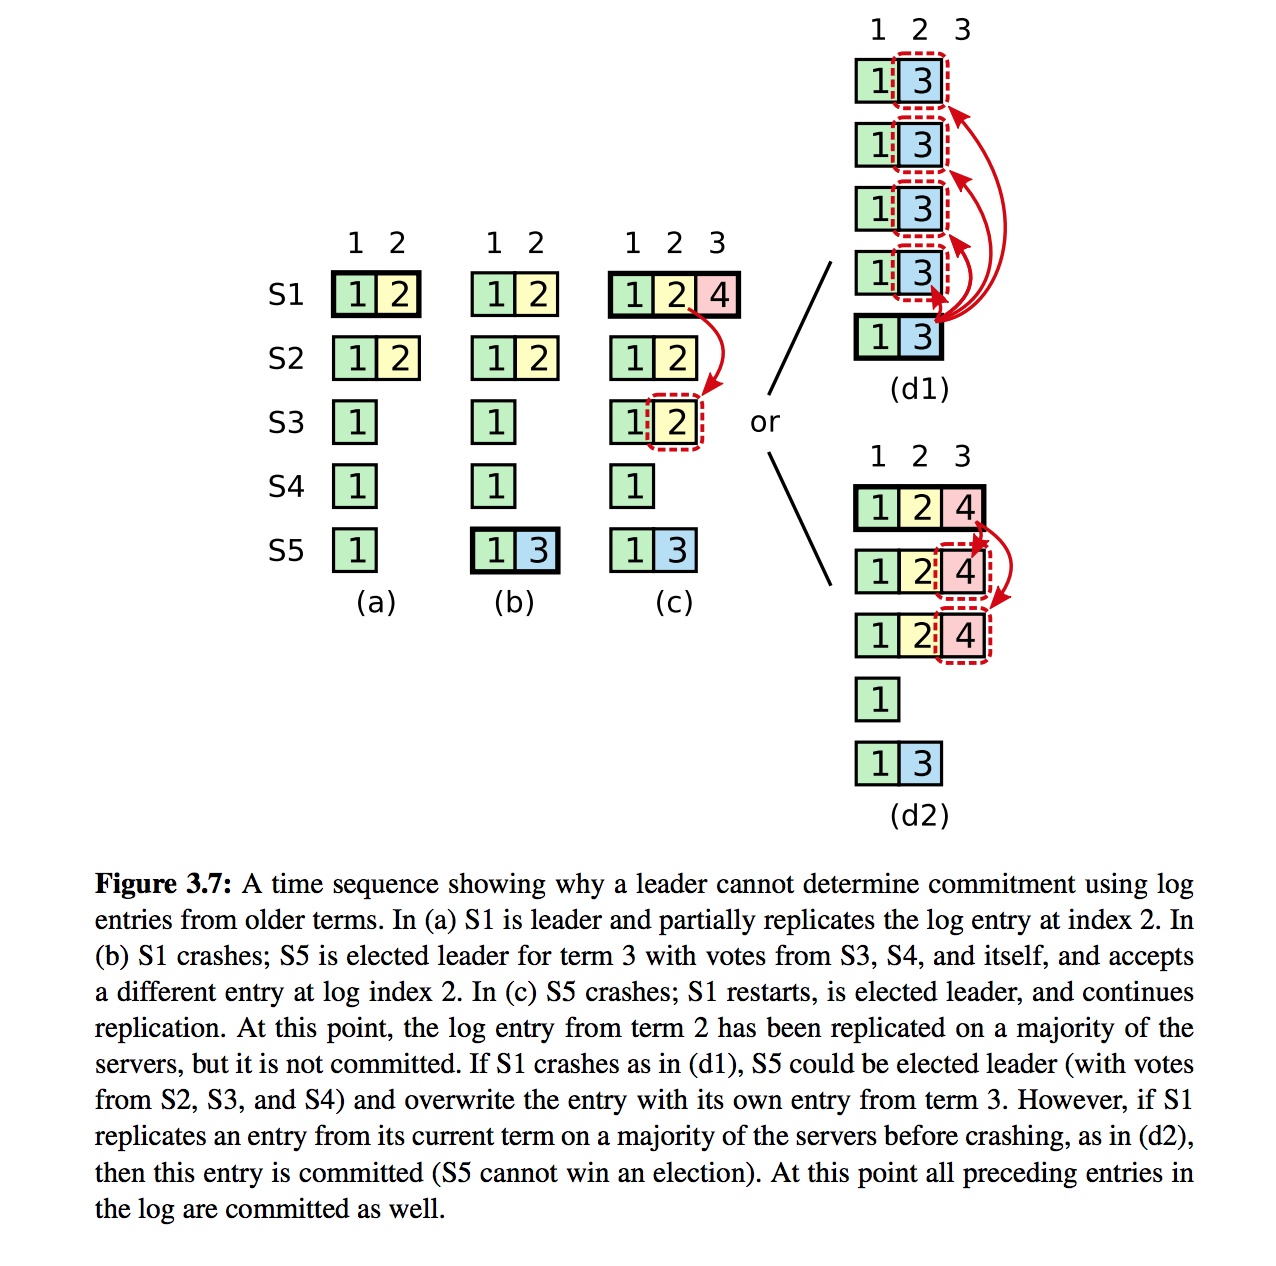 1 2 3
1 3
1 3
1 3
1 3
1 3
(d1)
1 2 1 2 1 2 3
S1 1 2 1 2 1 2 4
S2 1 2 1 2 1 2
S3 1 1 1 2
S4 1 1 1
S5 1 1 3 1 3
(a) (b) (c)
or
1 2 3
1 2 4
1 2 4
1 2 4
1
1 3
(d2)
Figure 3.7: A time sequence showing why a leader cannot determine commitment using log
entries from older terms. In (a) S1 is leader and partially replicates the log entry at index 2. In
(b) S1 crashes; S5 is elected leader for term 3 with votes from S3, S4, and itself, and accepts
a different entry at log index 2. In (c) S5 crashes; S1 restarts, is elected leader, and continues
replication. At this point, the log entry from term 2 has been replicated on a majority of the
servers, but it is not committed. If S1 crashes as in (d1), S5 could be elected leader (with votes
from S2, S3, and S4) and overwrite the entry with its own entry from term 3. However, if S1
replicates an entry from its current term on a majority of the servers before crashing, as in (d2),
then this entry is committed (S5 cannot win an election). At this point all preceding entries in
the log are committed as well.